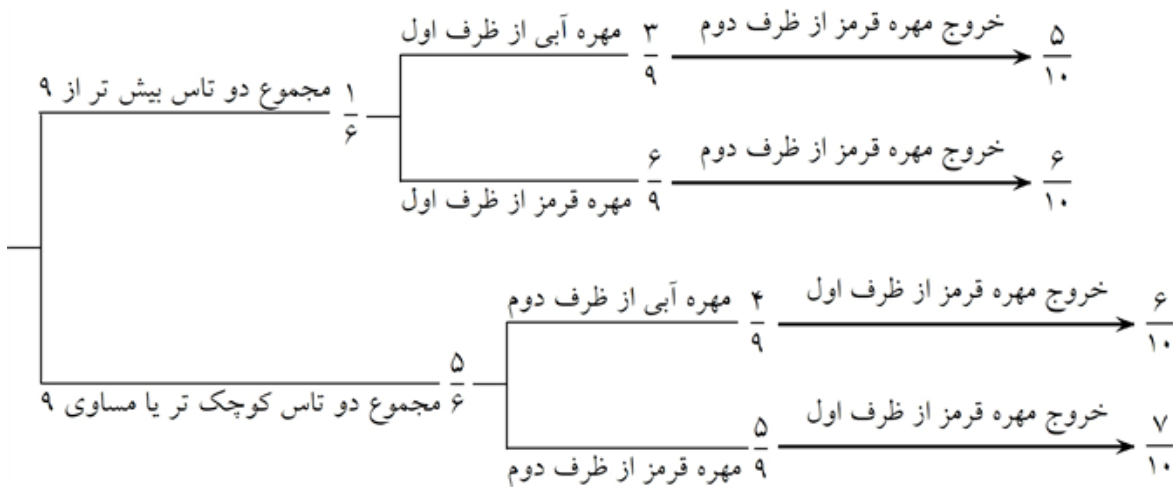 مهره آبی از ظرف اول ۳/۹ خروج مهره قرمز از ظرف دوم ۵/۱۰
مجموع دو تاس بیش تر از ۹ ۱/۶
مهره قرمز از ظرف اول ۶/۹ خروج مهره قرمز از ظرف دوم ۶/۱۰
مهره آبی از ظرف دوم ۴/۹ خروج مهره قرمز از ظرف اول ۶/۱۰
مجموع دو تاس کوچک تر یا مساوی ۹ ۵/۶
مهره قرمز از ظرف دوم ۵/۹ خروج مهره قرمز از ظرف اول ۷/۱۰